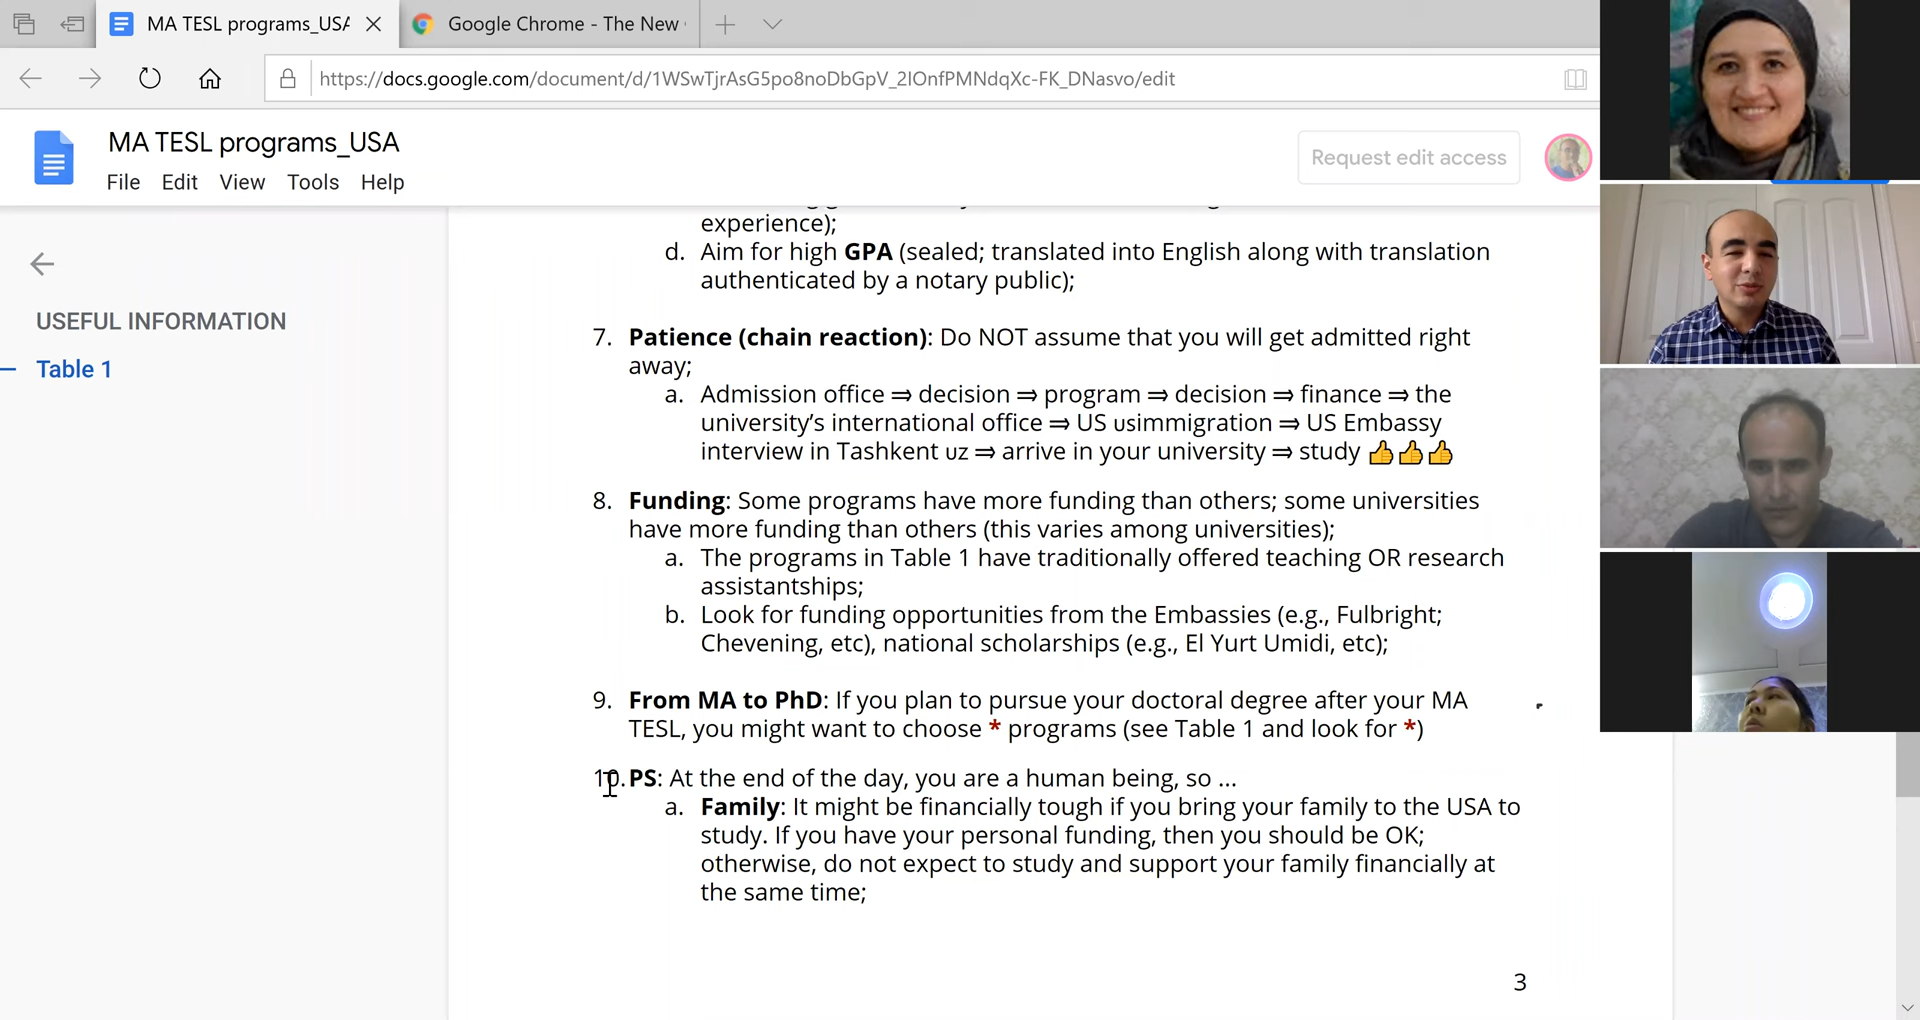 MA TESL programs_USA
Google Chrome - The New
https://docs.google.com/document/d/1WSwTjrAsG5po8noDbGpV_2IOnfPMNdqXc-FK_DNasvo/edit
MA TESL programs_USA
Request edit access
File Edit View Tools Help
USEFUL INFORMATION
Table 1
experience);
d. Aim for high GPA (sealed; translated into English along with translation
authenticated by a notary public);
7. Patience (chain reaction): Do NOT assume that you will get admitted right
away;
a. Admission office ⇒ decision ⇒ program ⇒ decision ⇒ finance ⇒ the
university’s international office ⇒ US usimmigration ⇒ US Embassy
interview in Tashkent uz ⇒ arrive in your university ⇒ study 👍👍👍
8. Funding: Some programs have more funding than others; some universities
have more funding than others (this varies among universities);
a. The programs in Table 1 have traditionally offered teaching OR research
assistantships;
b. Look for funding opportunities from the Embassies (e.g., Fulbright;
Chevening, etc), national scholarships (e.g., El Yurt Umidi, etc);
9. From MA to PhD: If you plan to pursue your doctoral degree after your MA
TESL, you might want to choose * programs (see Table 1 and look for *)
10. PS: At the end of the day, you are a human being, so ...
a. Family: It might be financially tough if you bring your family to the USA to
study. If you have your personal funding, then you should be OK;
otherwise, do not expect to study and support your family financially at
the same time;
3